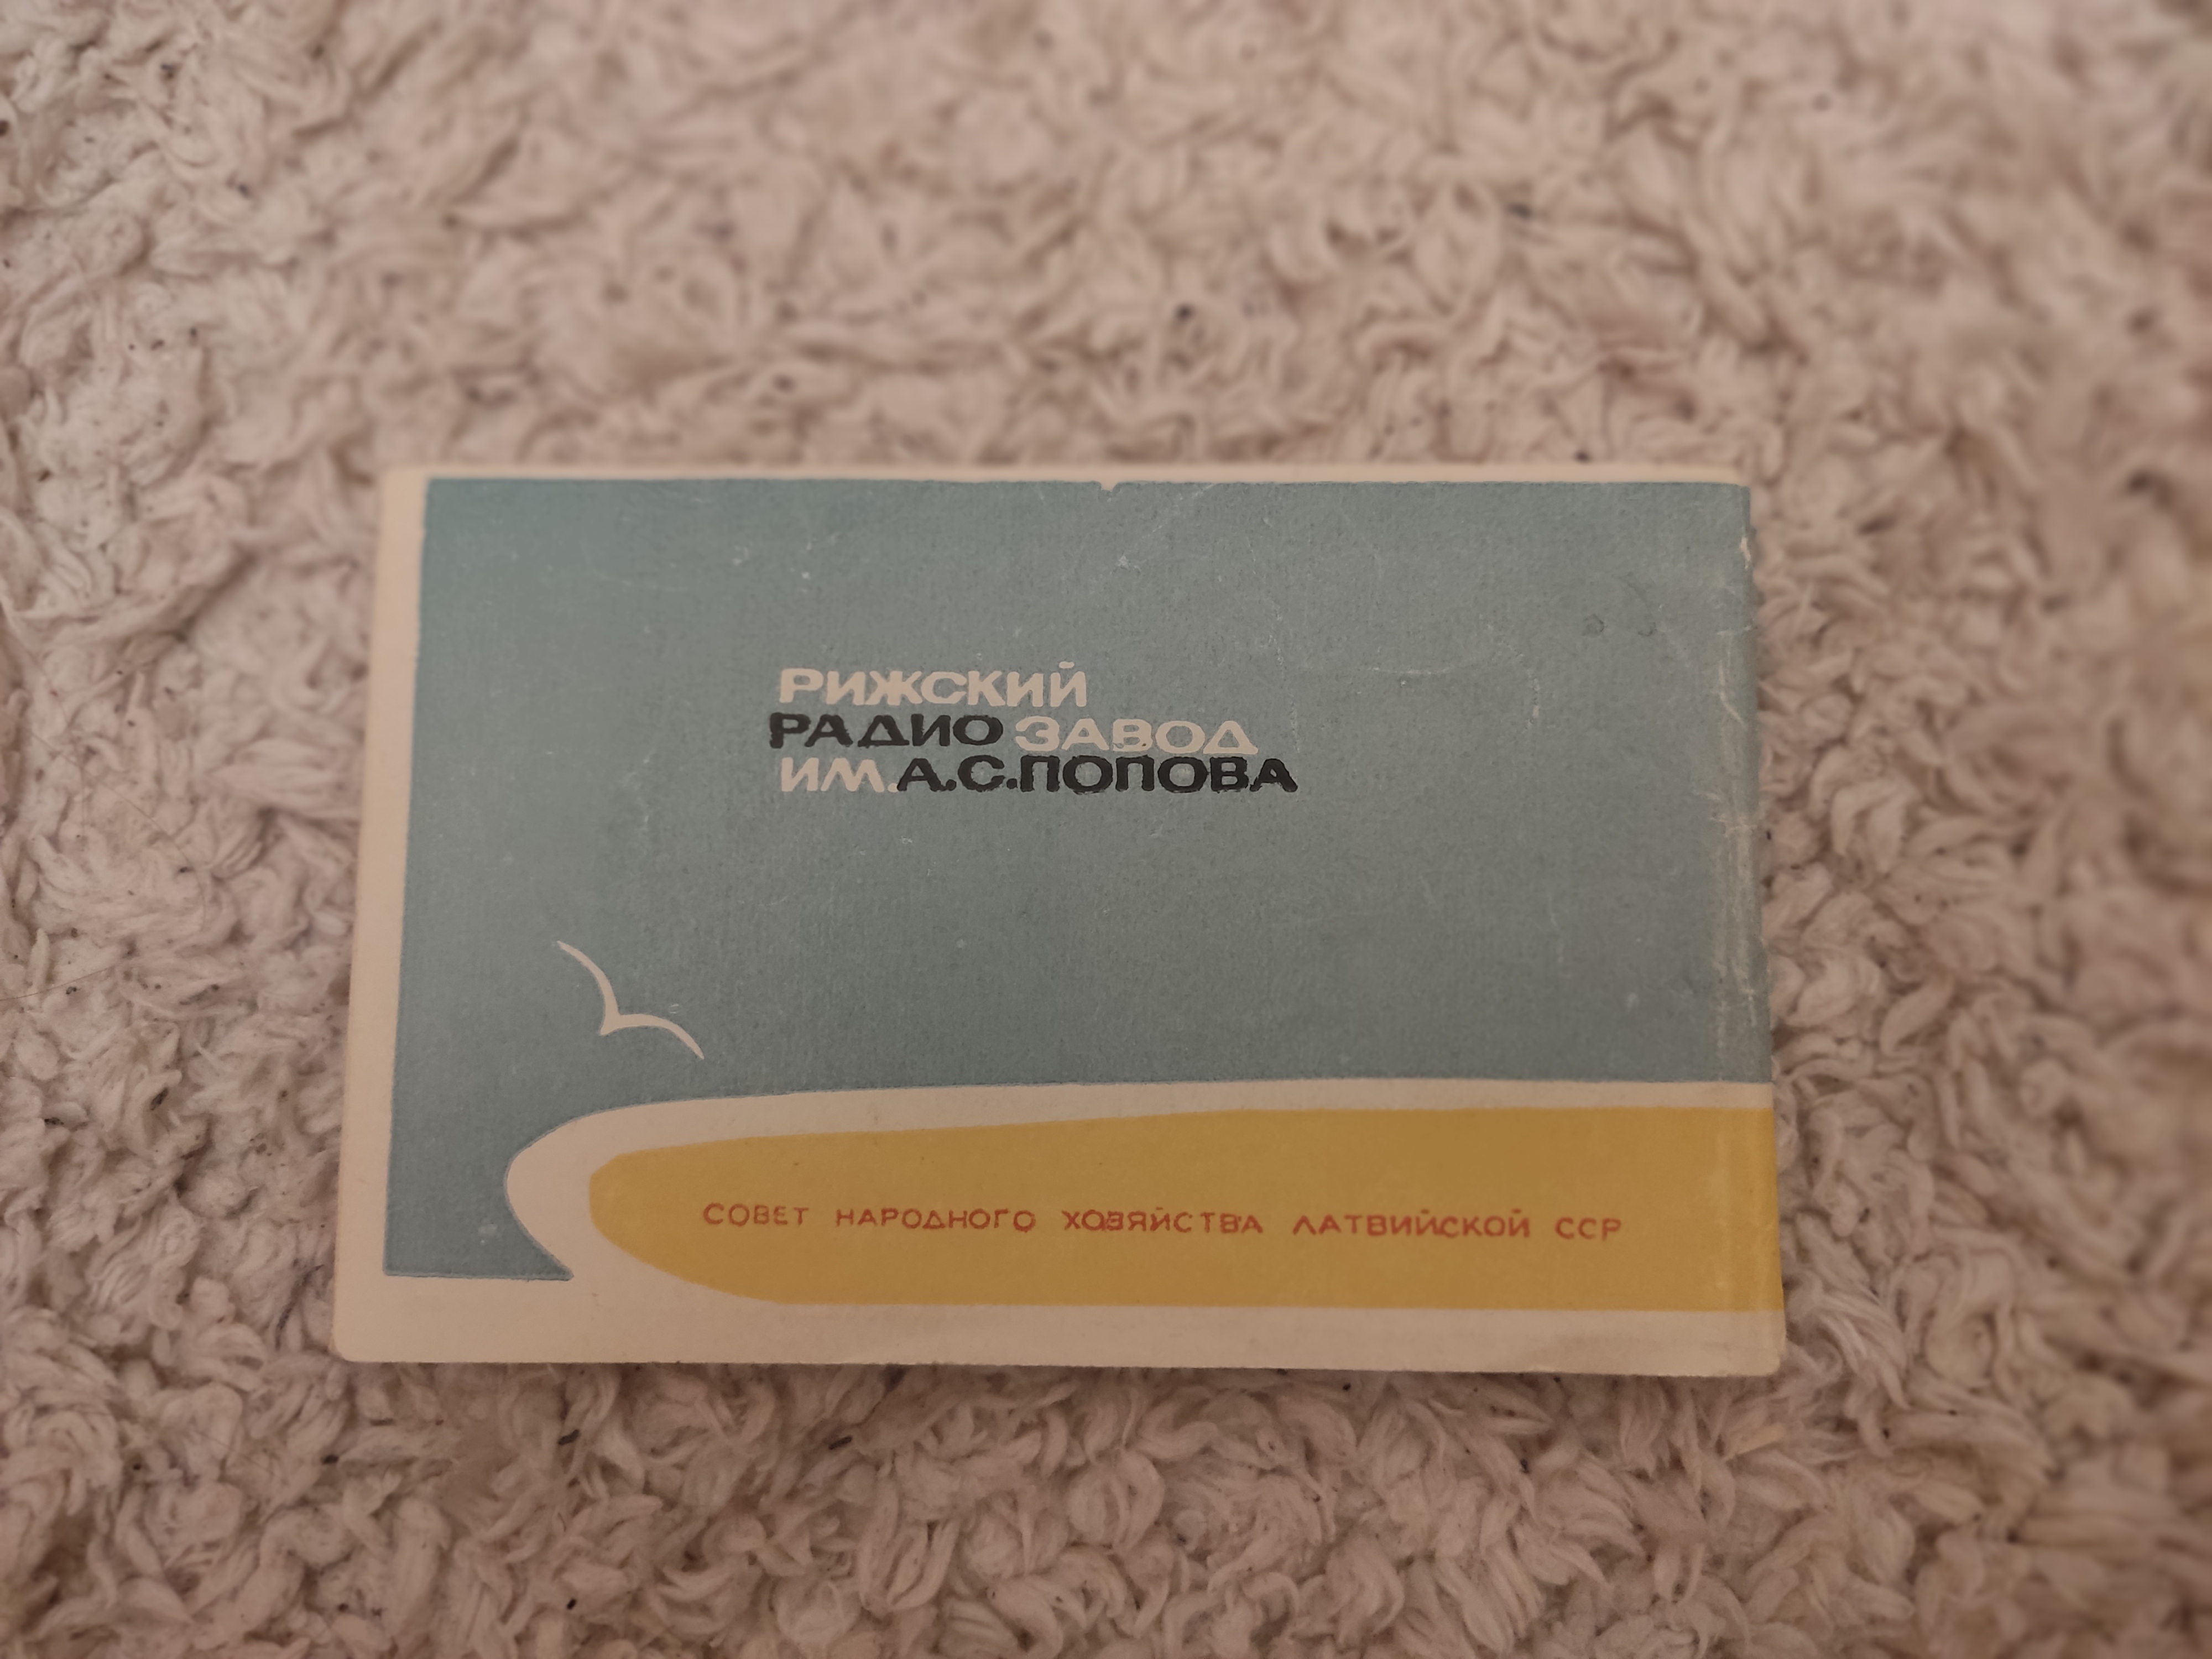 РИЖСКИЙ
РАДИО ЗАВОД
ИМ.А.С.ПОПОВА
СОВЕТ НАРОДНОГО ХОЗЯЙСТВА ЛАТВИЙСКОЙ ССР